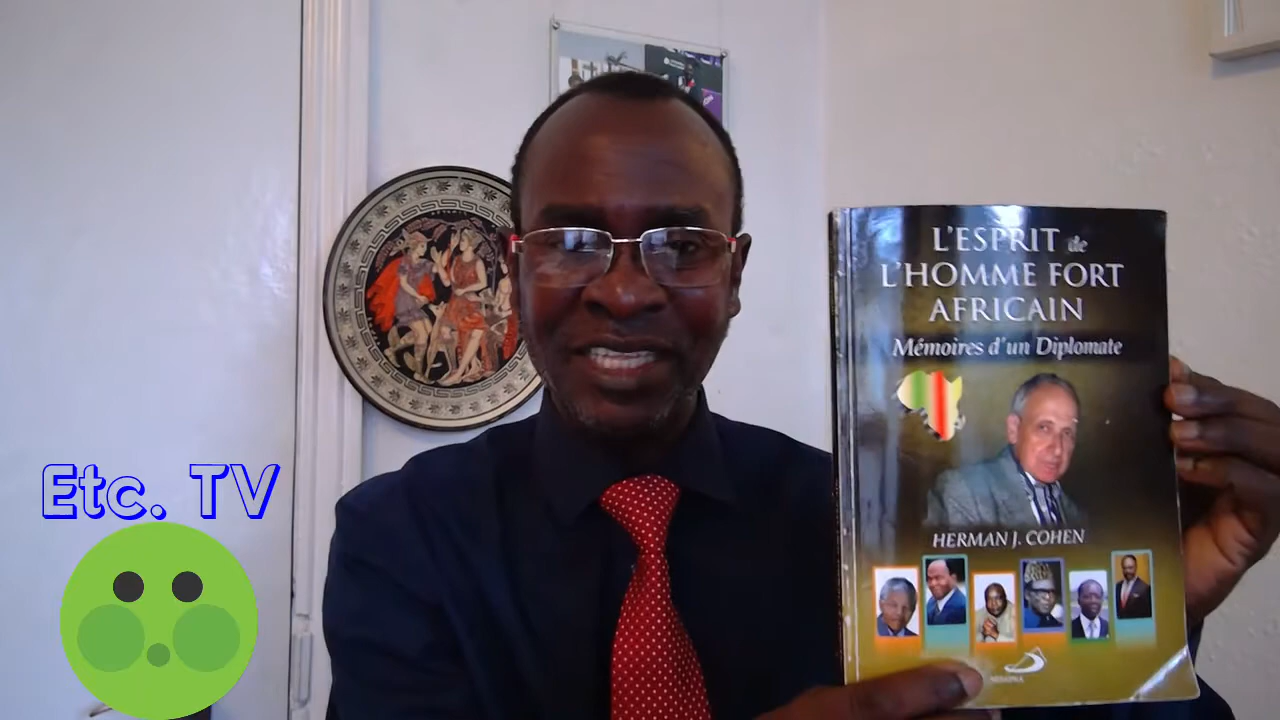 Etc. TV
L'ESPRIT de
L'HOMME FORT
AFRICAIN
Mémoires d'un Diplomate
HERMAN J. COHEN